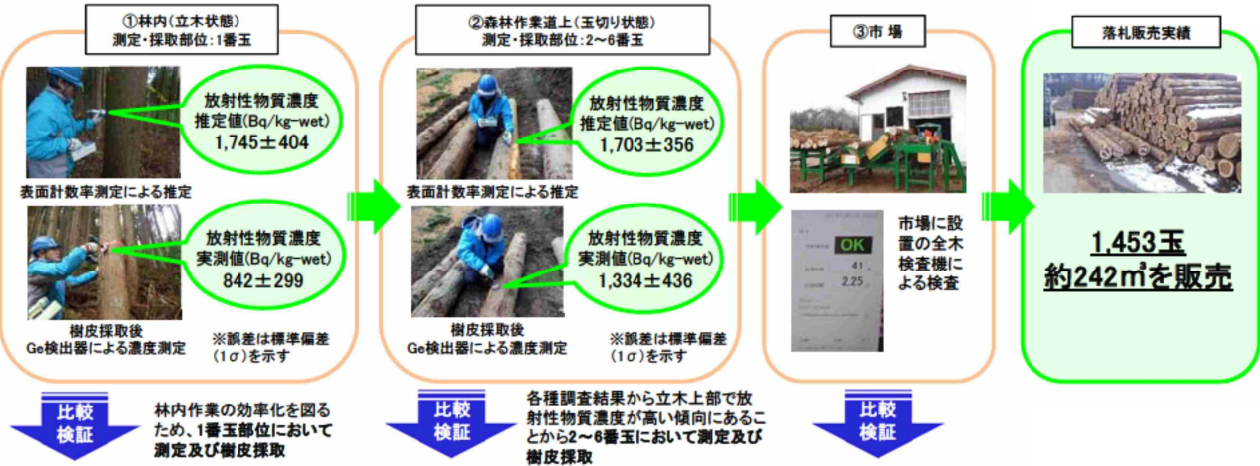 ①林内(立木状態)
測定・採取部位:1番玉
放射性物質濃度
推定値(Bq/kg-wet)
1,745±404
表面計数率測定による推定
放射性物質濃度
実測値(Bq/kg-wet)
842±299
樹皮採取後
Ge検出器による濃度測定
※誤差は標準偏差
(1σ)を示す
比較
検証
林内作業の効率化を図る
ため、1番玉部位において
測定及び樹皮採取
②森林作業道上(玉切り状態)
測定・採取部位:2～6番玉
放射性物質濃度
推定値(Bq/kg-wet)
1,703±356
表面計数率測定による推定
放射性物質濃度
実測値(Bq/kg-wet)
1,334±436
樹皮採取後
Ge検出器による濃度測定
※誤差は標準偏差
(1σ)を示す
比較
検証
各種調査結果から立木上部で放
射性物質濃度が高い傾向にあるこ
とから2～6番玉において測定及び
樹皮採取
③市 場
OK
41
2.25
市場に設
置の全木
検査機に
よる検査
比較
検証
落札販売実績
1,453玉
約242㎥を販売